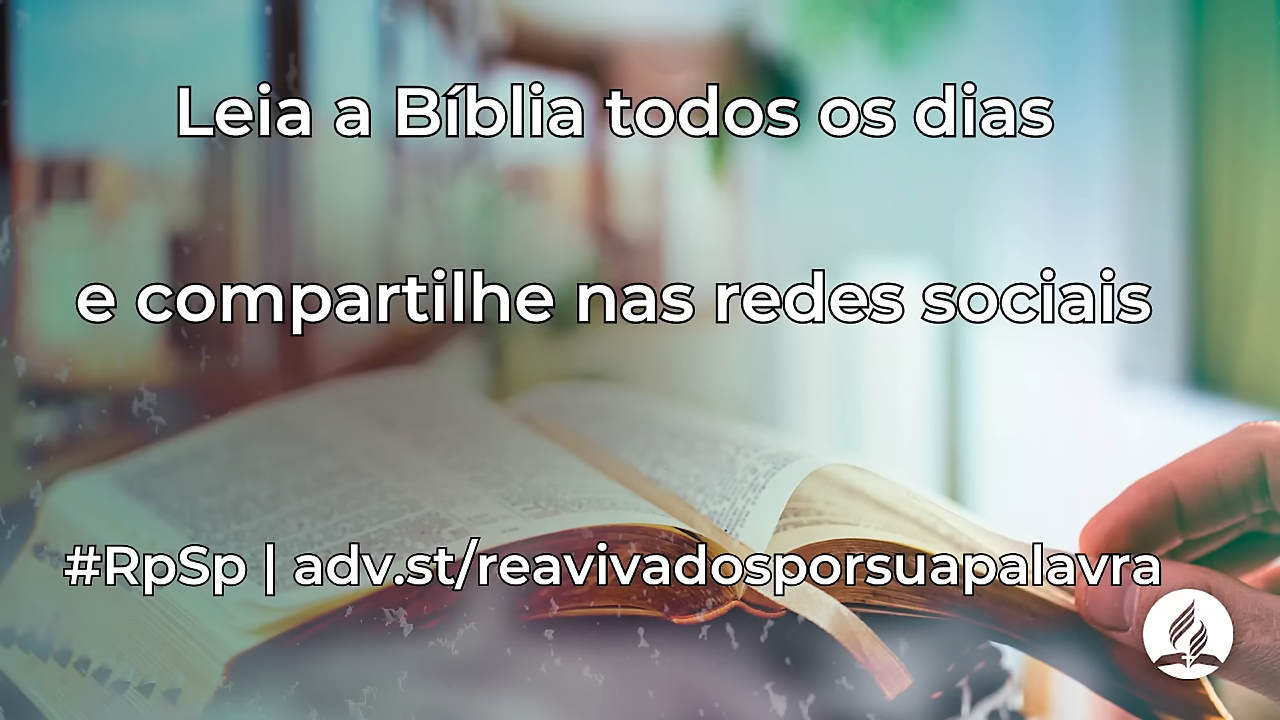 Leia a Bíblia todos os dias
e compartilhe nas redes sociais
#RpSp | adv.st/reavivadosporsuapalavra